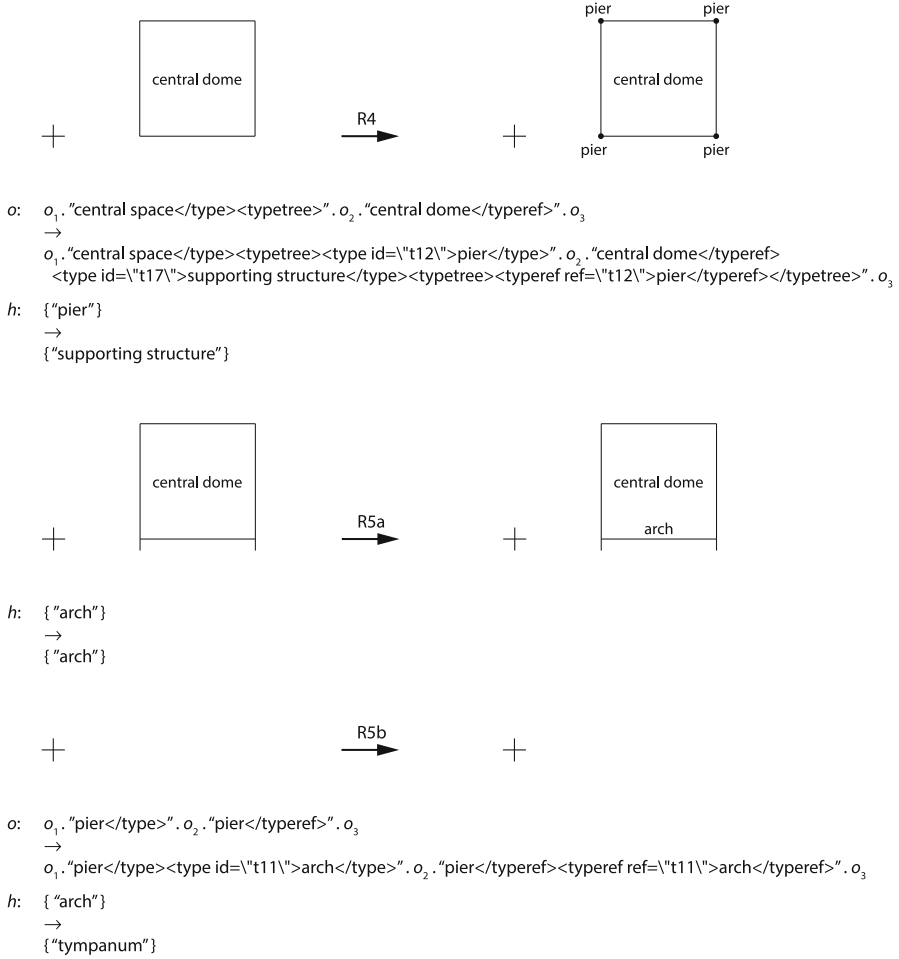 pier pier
central dome central dome
R4
pier pier
o: o₁ . "central space</type><typetree>" . o₂ . "central dome</typeref>" . o₃
→
o₁ . "central space</type><typetree><type id=\"t12\">pier</type>" . o₂ . "central dome</typeref>
<type id=\"t17\">supporting structure</type><typetree><typeref ref=\"t12\">pier</typeref></typetree>" . o₃
h: {"pier"}
→
{"supporting structure"}
central dome central dome
R5a
arch
h: {"arch"}
→
{"arch"}
R5b
o: o₁ . "pier</type>" . o₂ . "pier</typeref>" . o₃
→
o₁ . "pier</type><type id=\"t11\">arch</type>" . o₂ . "pier</typeref><typeref ref=\"t11\">arch</typeref>" . o₃
h: {"arch"}
→
{"tympanum"}